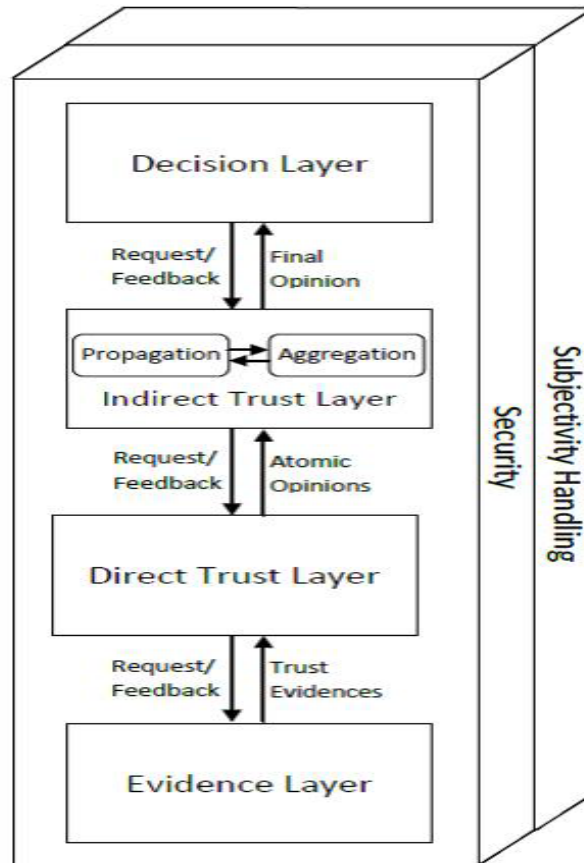 Decision Layer
Request/
Feedback
Final
Opinion
Propagation
Aggregation
Indirect Trust Layer
Request/
Feedback
Atomic
Opinions
Direct Trust Layer
Request/
Feedback
Trust
Evidences
Evidence Layer
Security
Subjectivity Handling